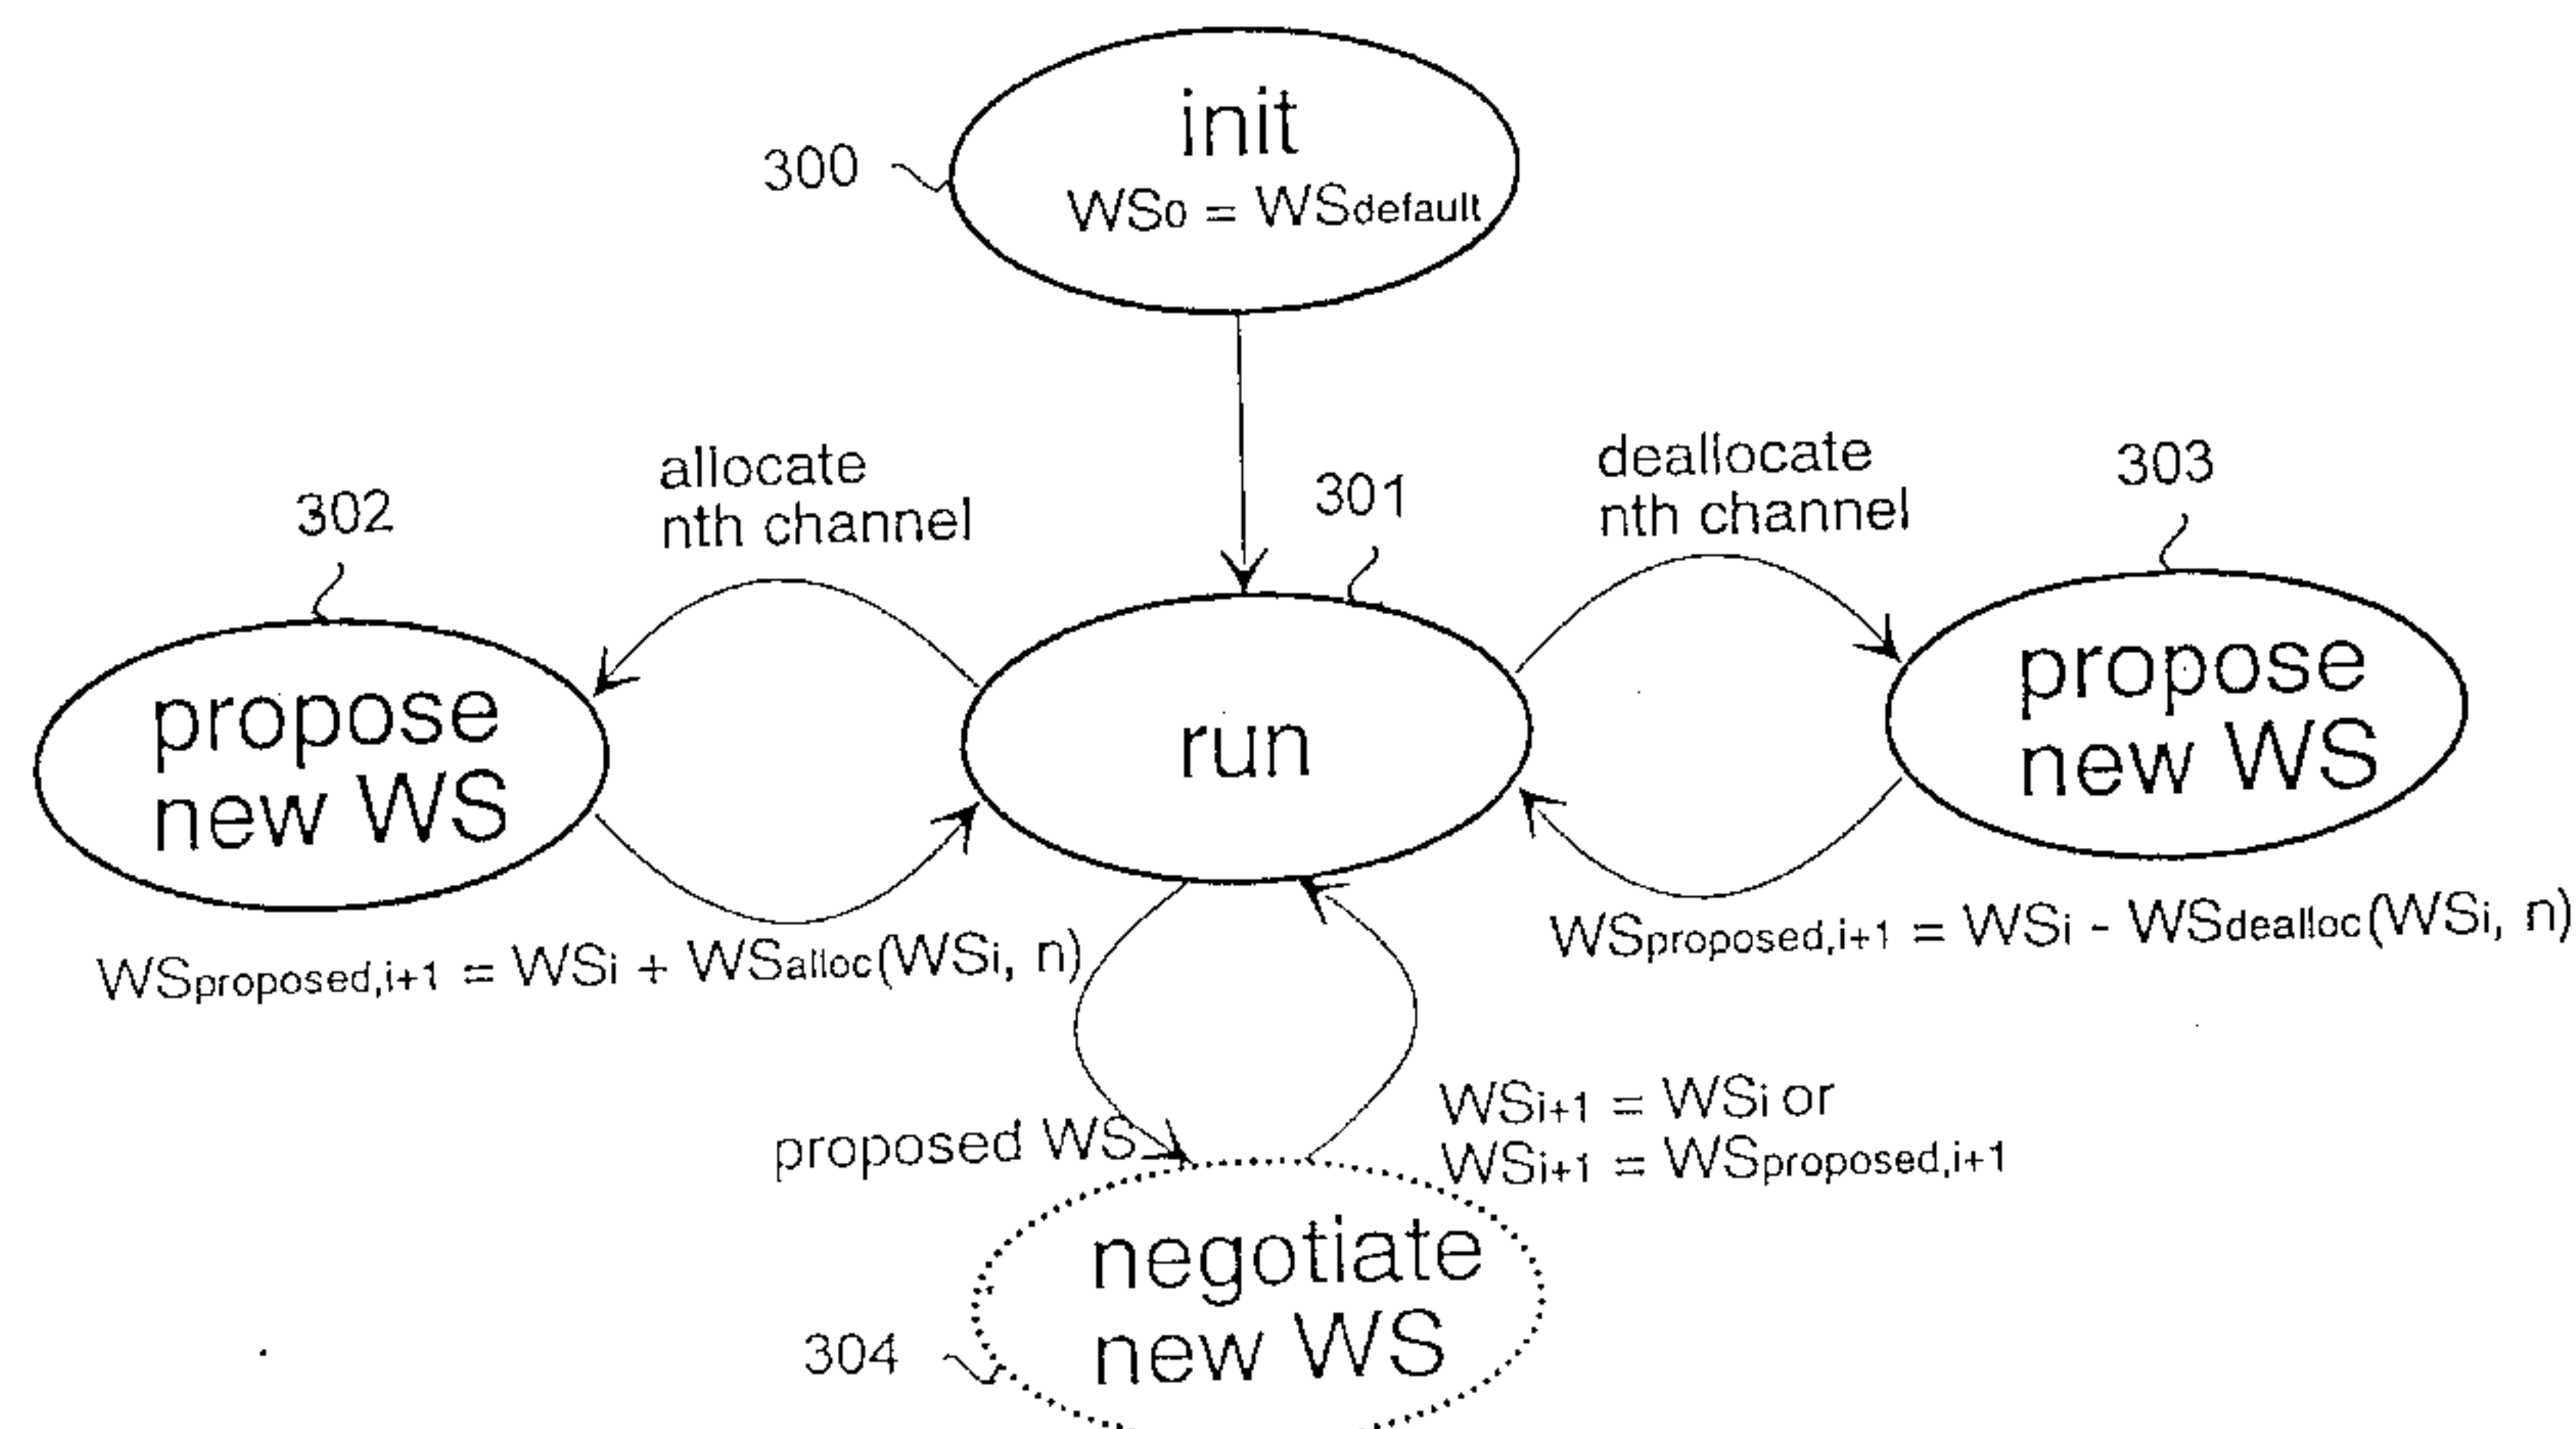 init
300
WS0 = WSdefault
allocate
nth channel
deallocate
nth channel
302
301
303
propose
new WS
run
propose
new WS
WSproposed,i+1 = WSi + WSalloc(WSi, n)
WSproposed,i+1 = WSi - WSdealloc(WSi, n)
proposed WS
WSi+1 = WSi or
WSi+1 = WSproposed,i+1
negotiate
new WS
304